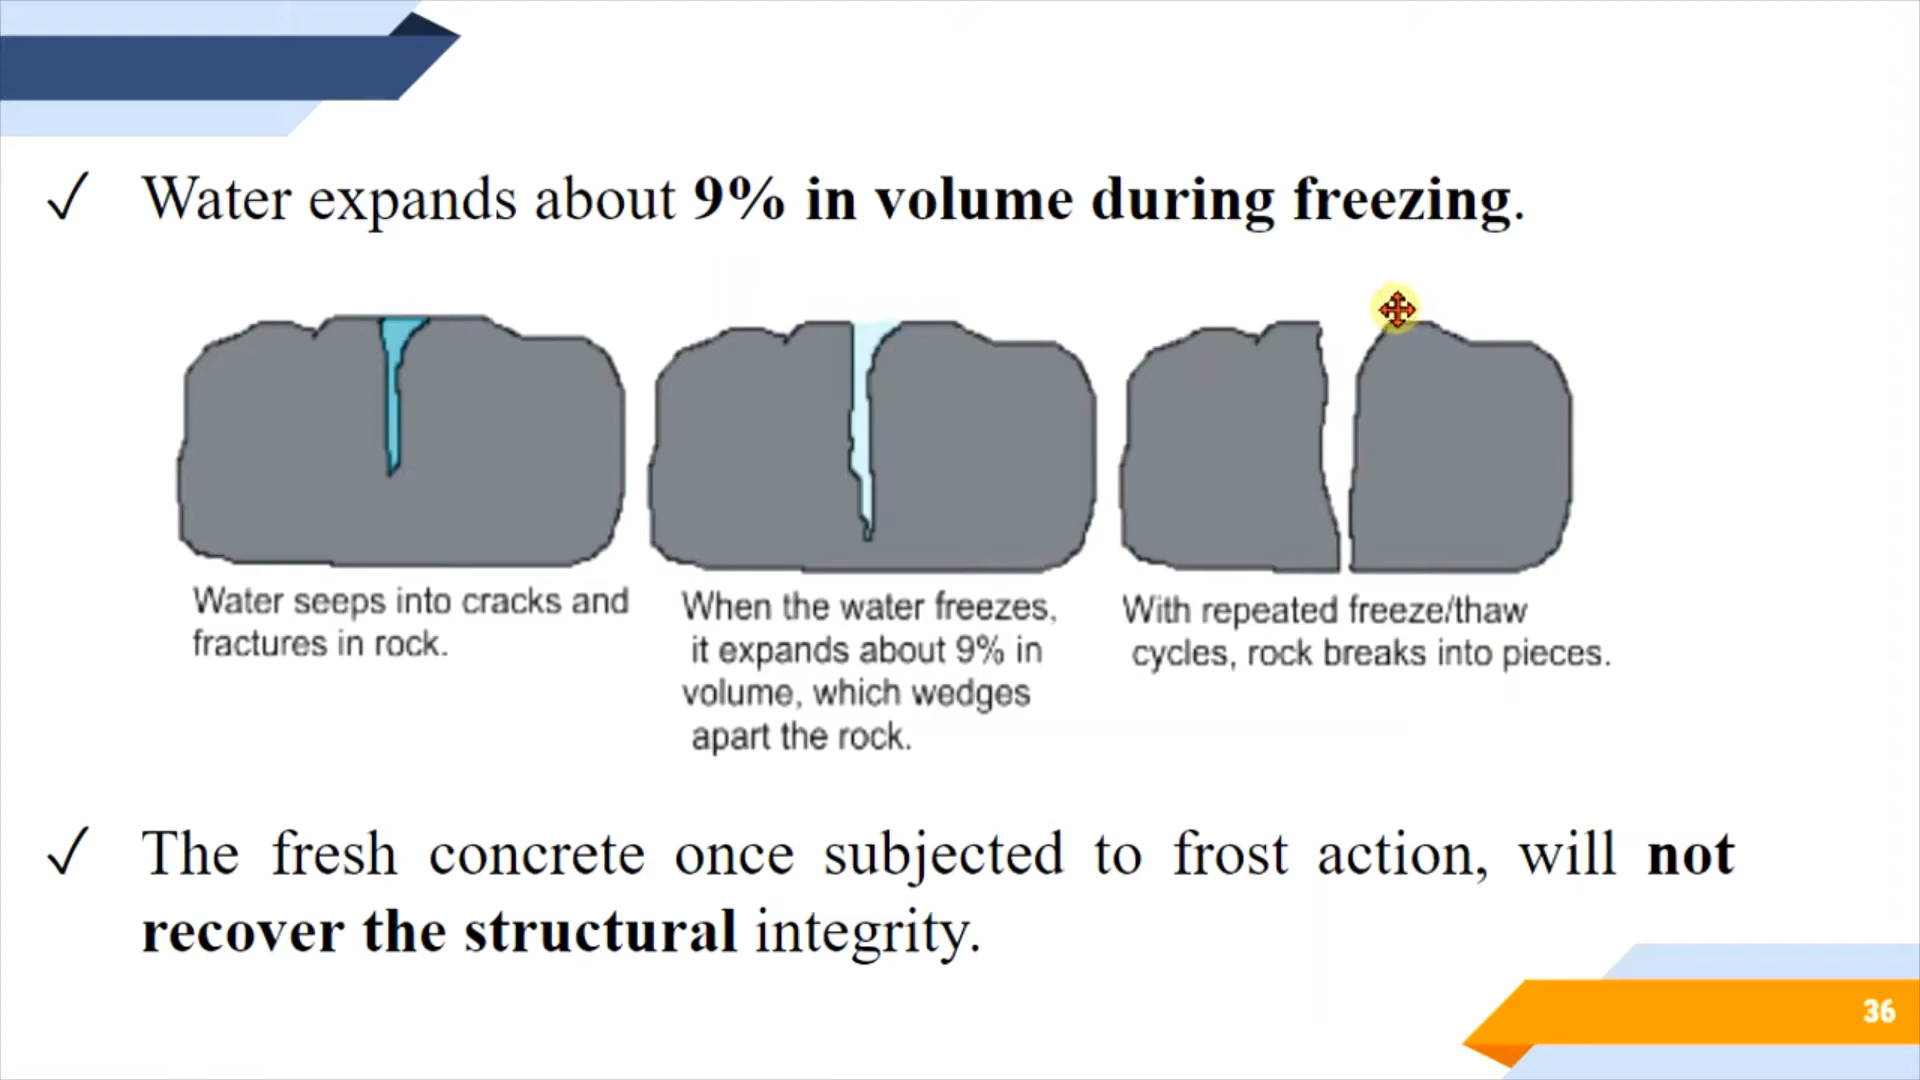 ✓ Water expands about 9% in volume during freezing.
Water seeps into cracks and
fractures in rock.
When the water freezes,
it expands about 9% in
volume, which wedges
apart the rock.
With repeated freeze/thaw
cycles, rock breaks into pieces.
✓ The fresh concrete once subjected to frost action, will not
recover the structural integrity.
36